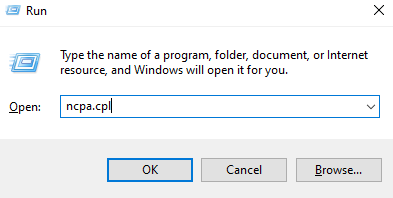 Run
Type the name of a program, folder, document, or Internet
resource, and Windows will open it for you.
Open: ncpa.cpl
OK Cancel Browse...